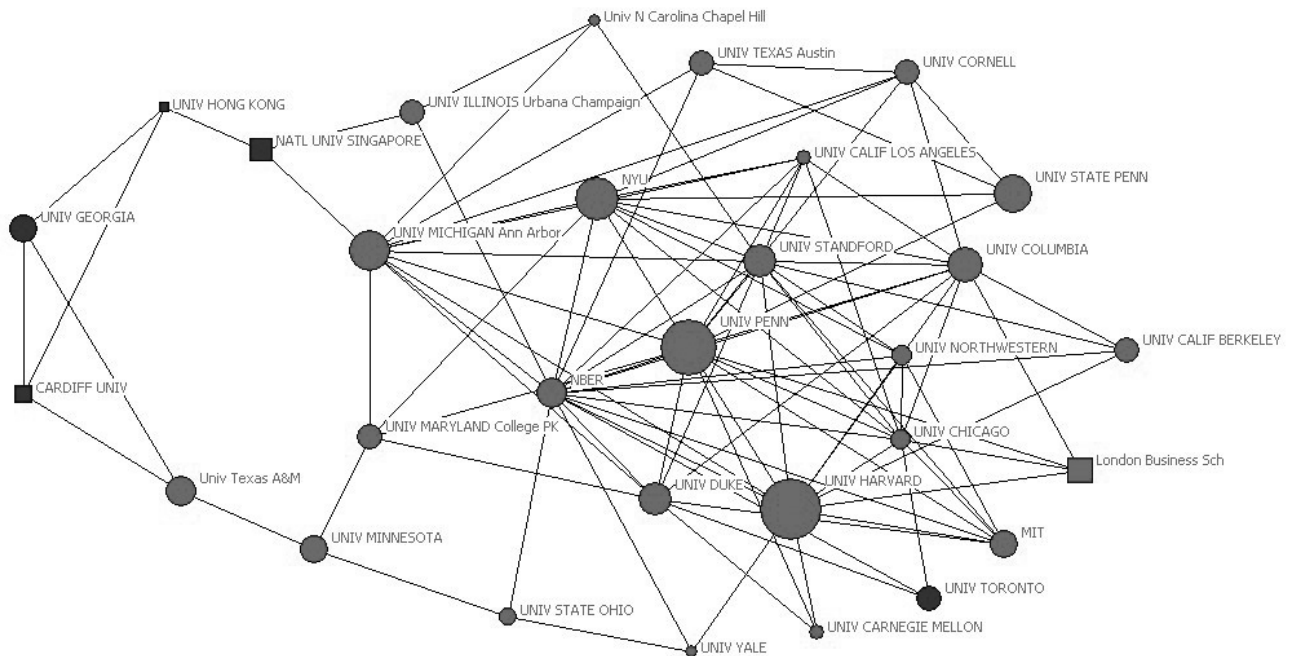 Univ N Carolina Chapel Hill
UNIV TEXAS Austin
UNIV CORNELL
UNIV HONG KONG
UNIV ILLINOIS Urbana Champaign
NATL UNIV SINGAPORE
UNIV CALIF LOS ANGELES
NYU
UNIV STATE PENN
UNIV GEORGIA
UNIV MICHIGAN Ann Arbor
UNIV STANDFORD
UNIV COLUMBIA
UNIV PENN
UNIV NORTHWESTERN
UNIV CALIF BERKELEY
CARDIFF UNIV
NBER
UNIV MARYLAND College PK
UNIV CHICAGO
London Business Sch
Univ Texas A&M
UNIV DUKE
UNIV HARVARD
UNIV MINNESOTA
MIT
UNIV TORONTO
UNIV STATE OHIO
UNIV CARNEGIE MELLON
UNIV YALE